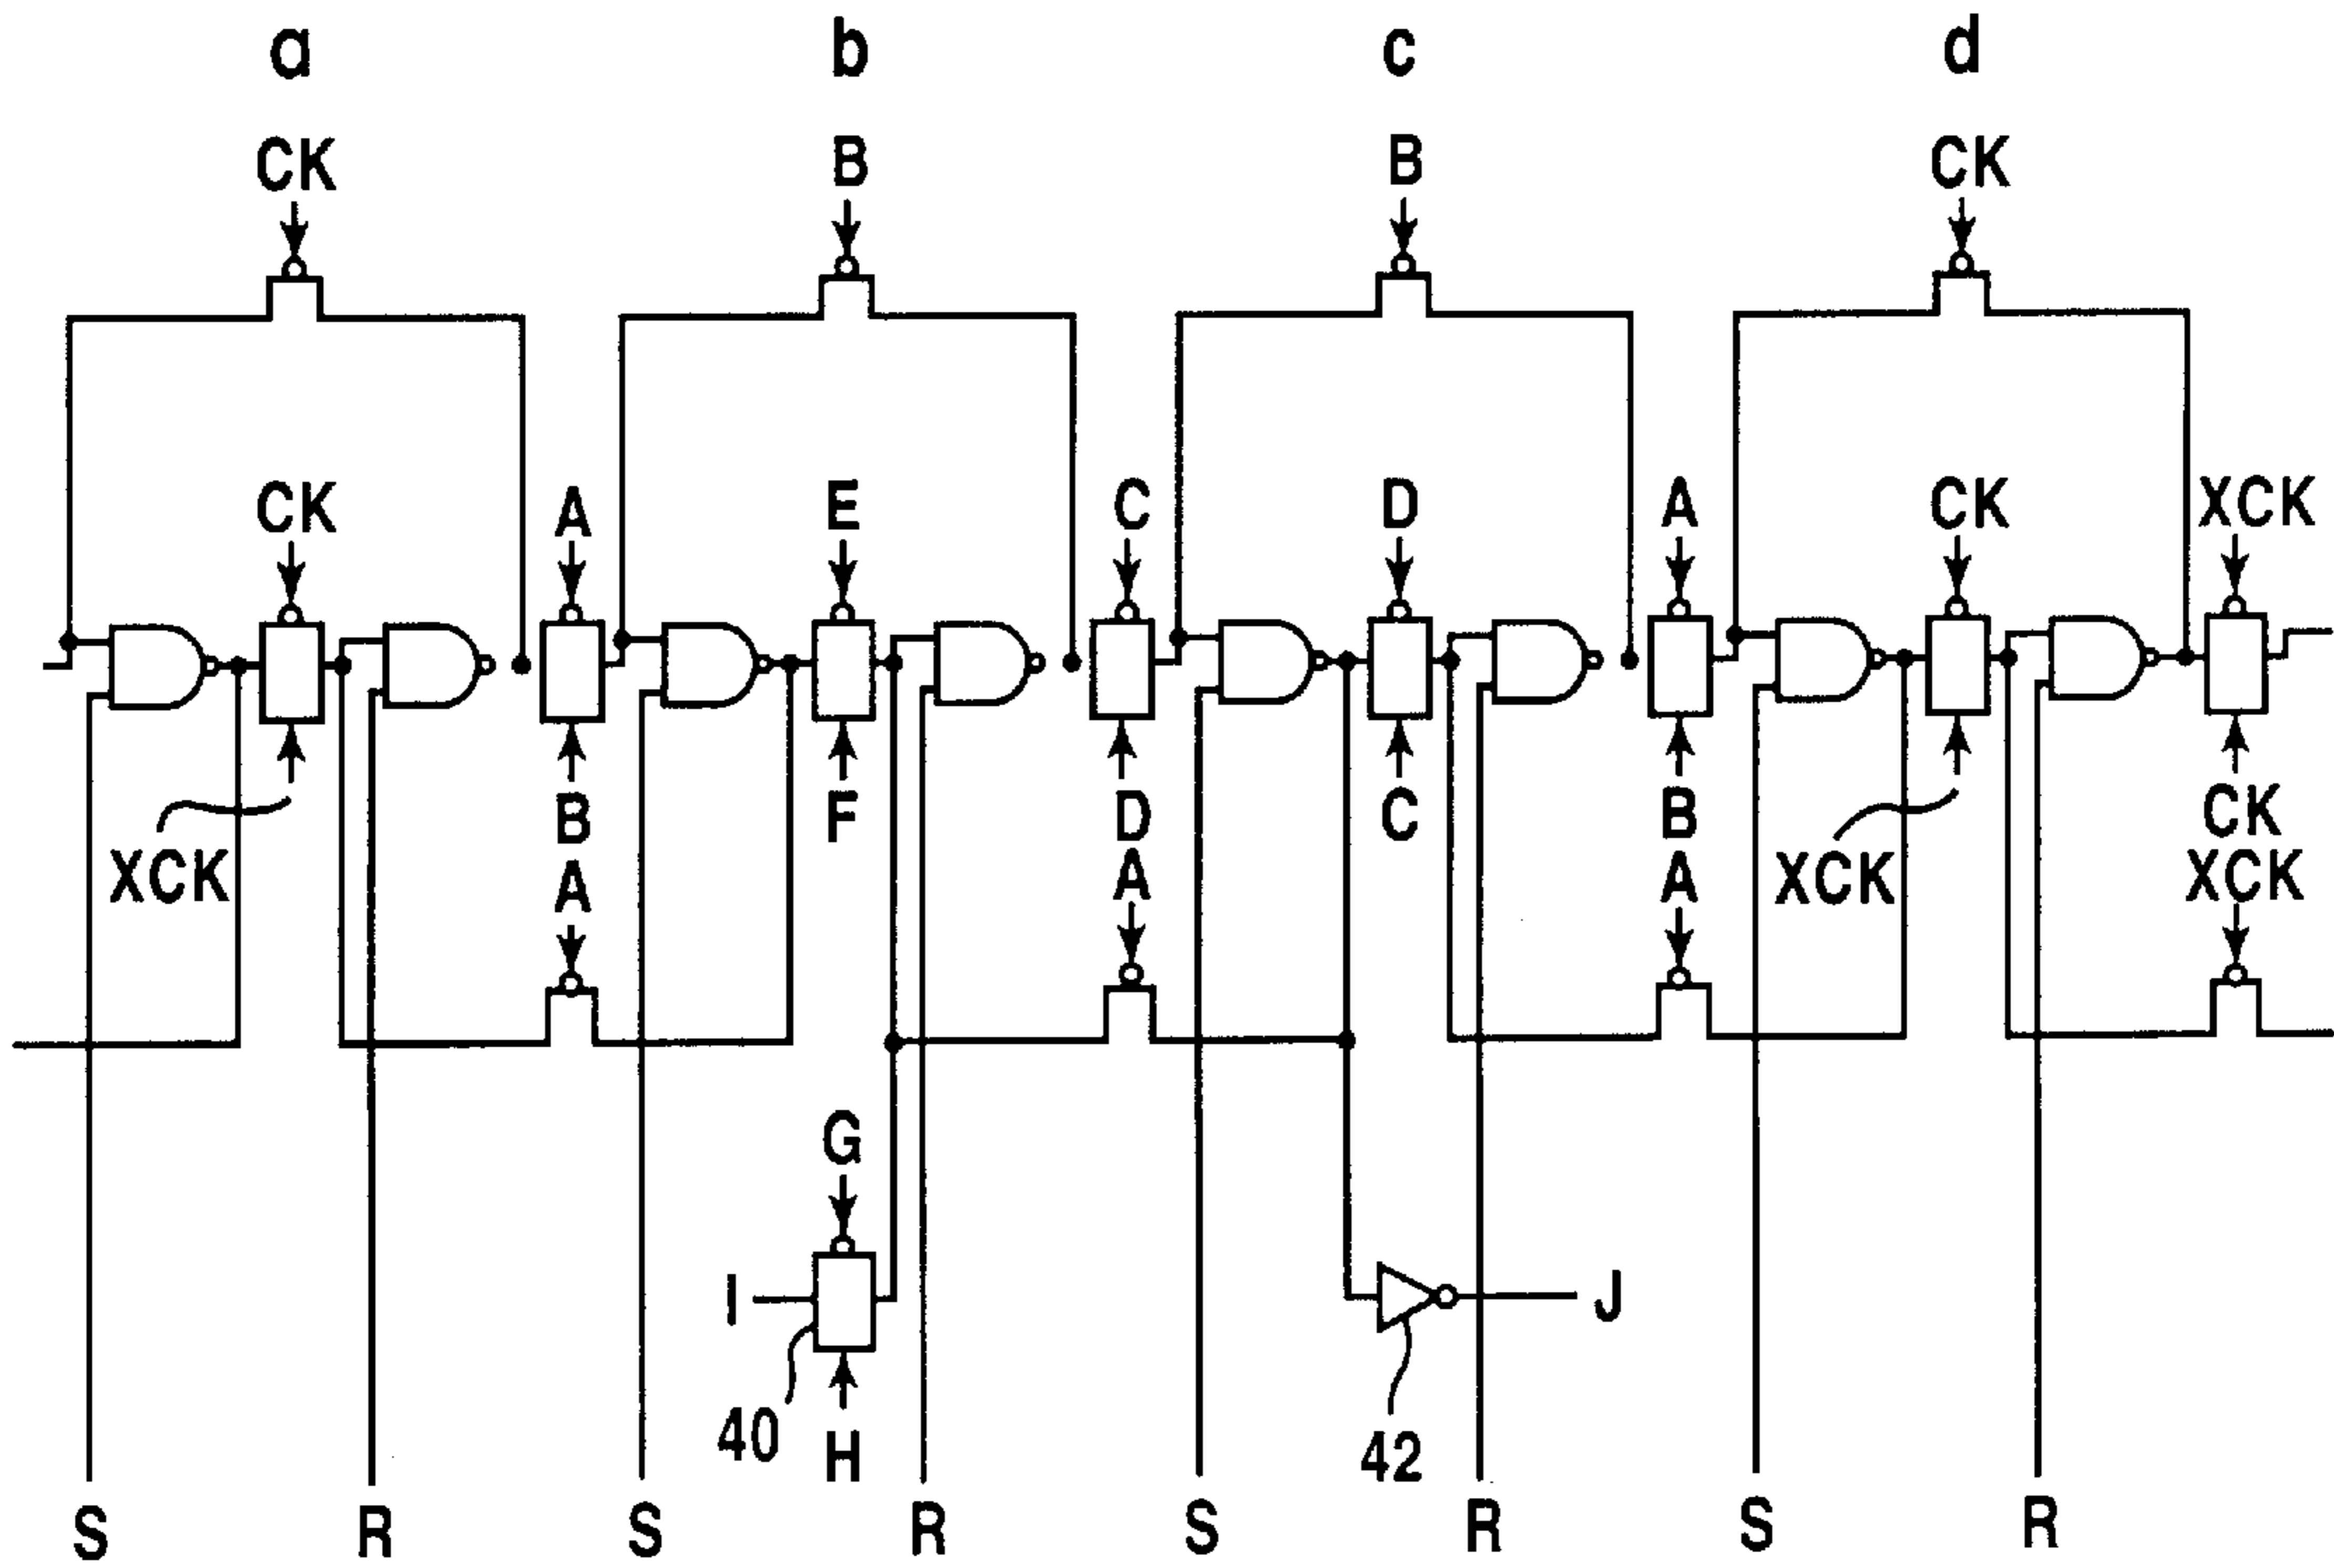 a b c d
CK B B CK
CK A E C D A CK XCK
B F D C B CK
XCK A A A XCK XCK
G
I J
40 H 42
S R S R S R S R